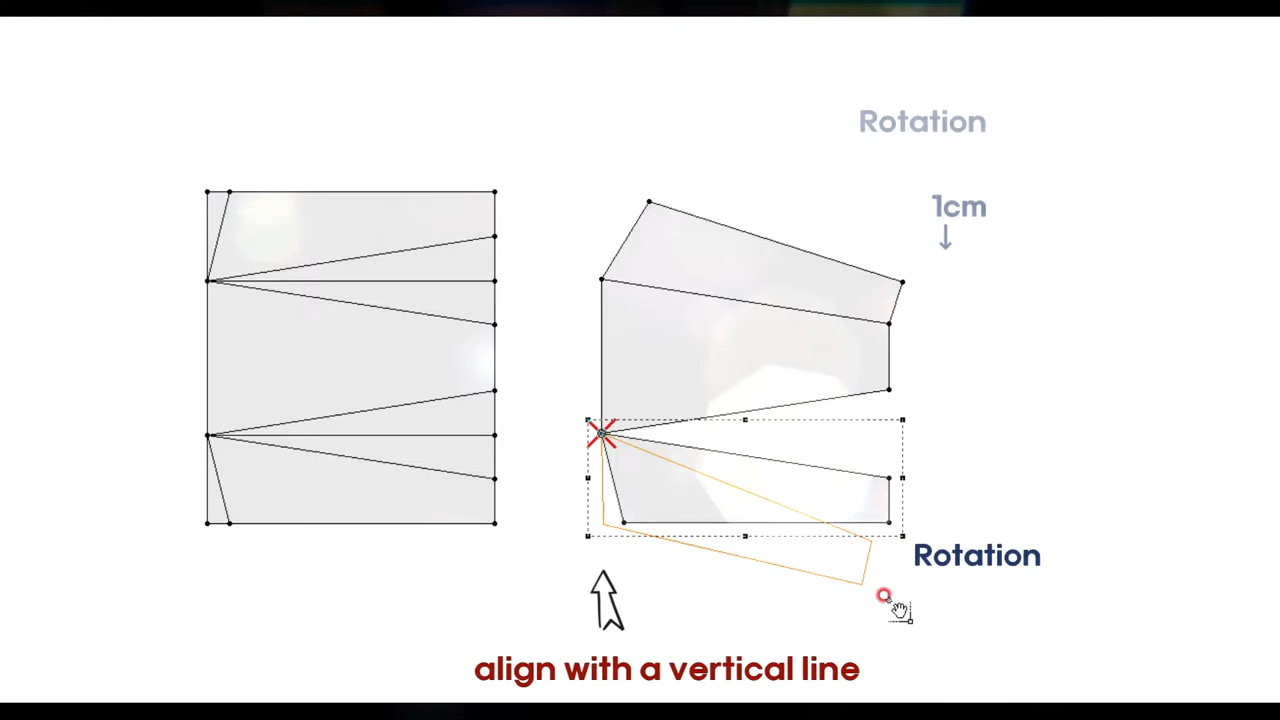 Rotation
1cm
↓
Rotation
align with a vertical line